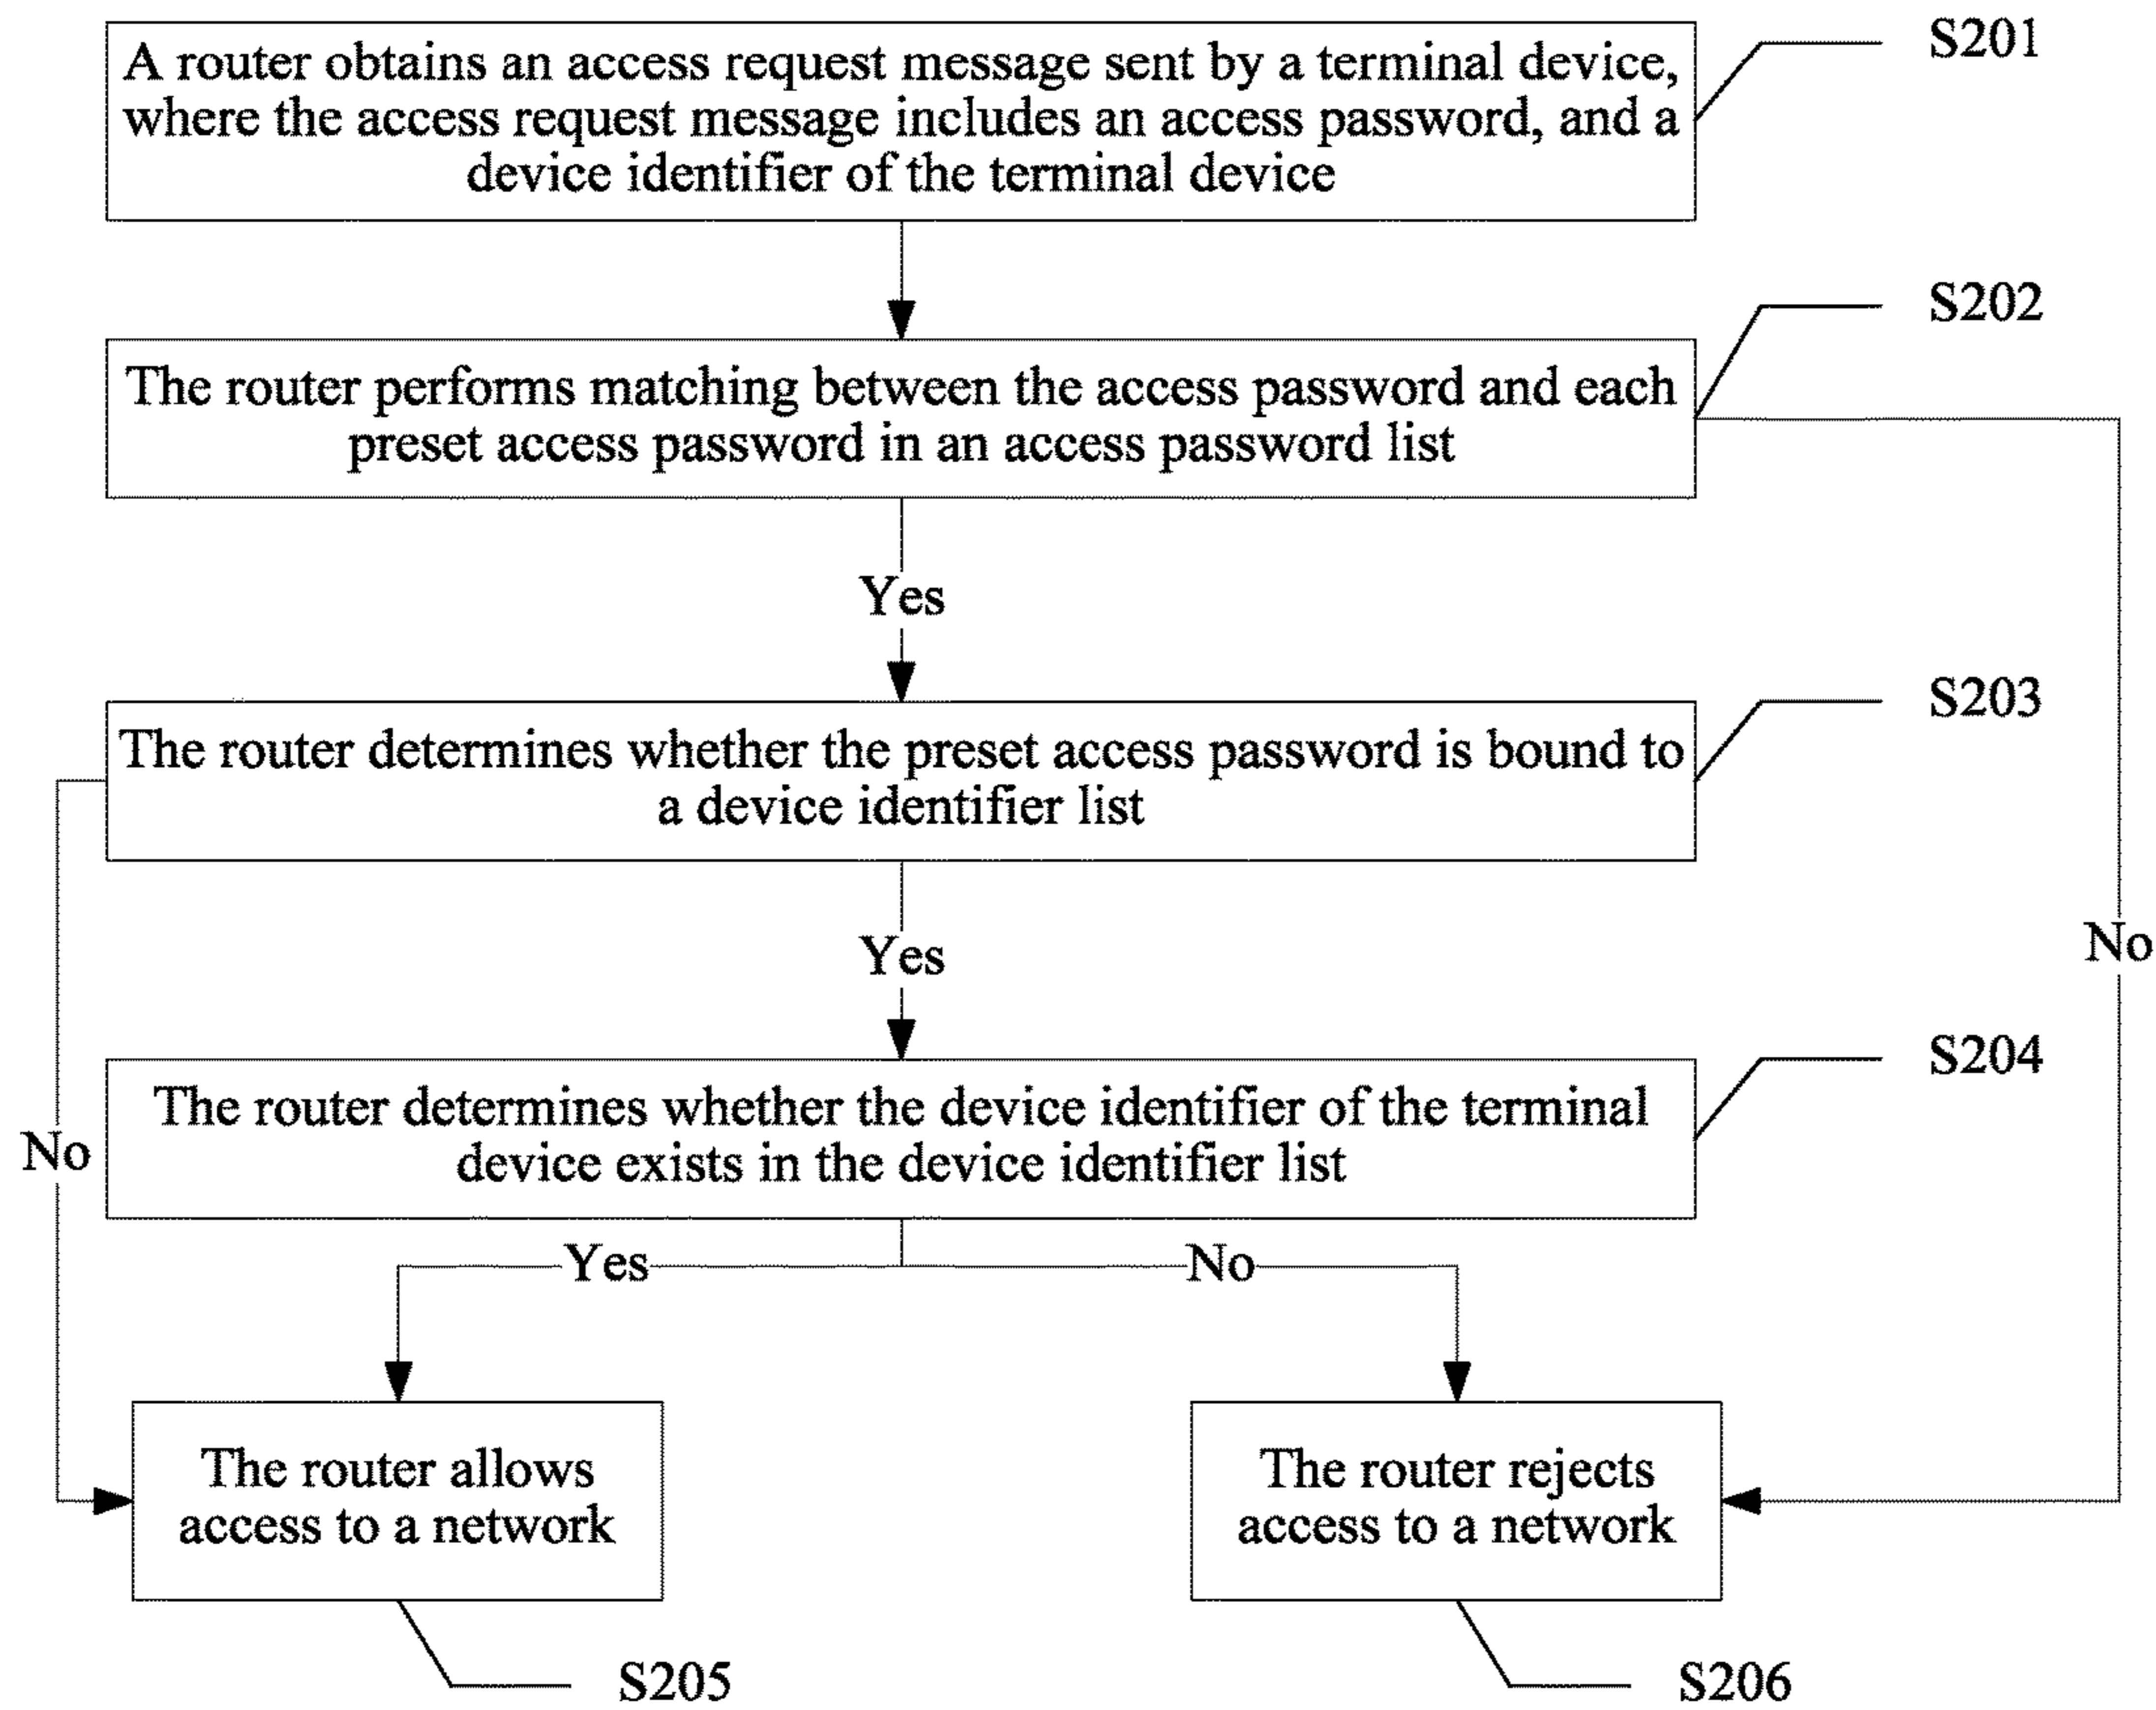 A router obtains an access request message sent by a terminal device,
where the access request message includes an access password, and a
device identifier of the terminal device
S201
The router performs matching between the access password and each
preset access password in an access password list
S202
Yes
The router determines whether the preset access password is bound to
a device identifier list
S203
No
Yes
The router determines whether the device identifier of the terminal
device exists in the device identifier list
S204
No
Yes
No
The router allows
access to a network
The router rejects
access to a network
S205
S206